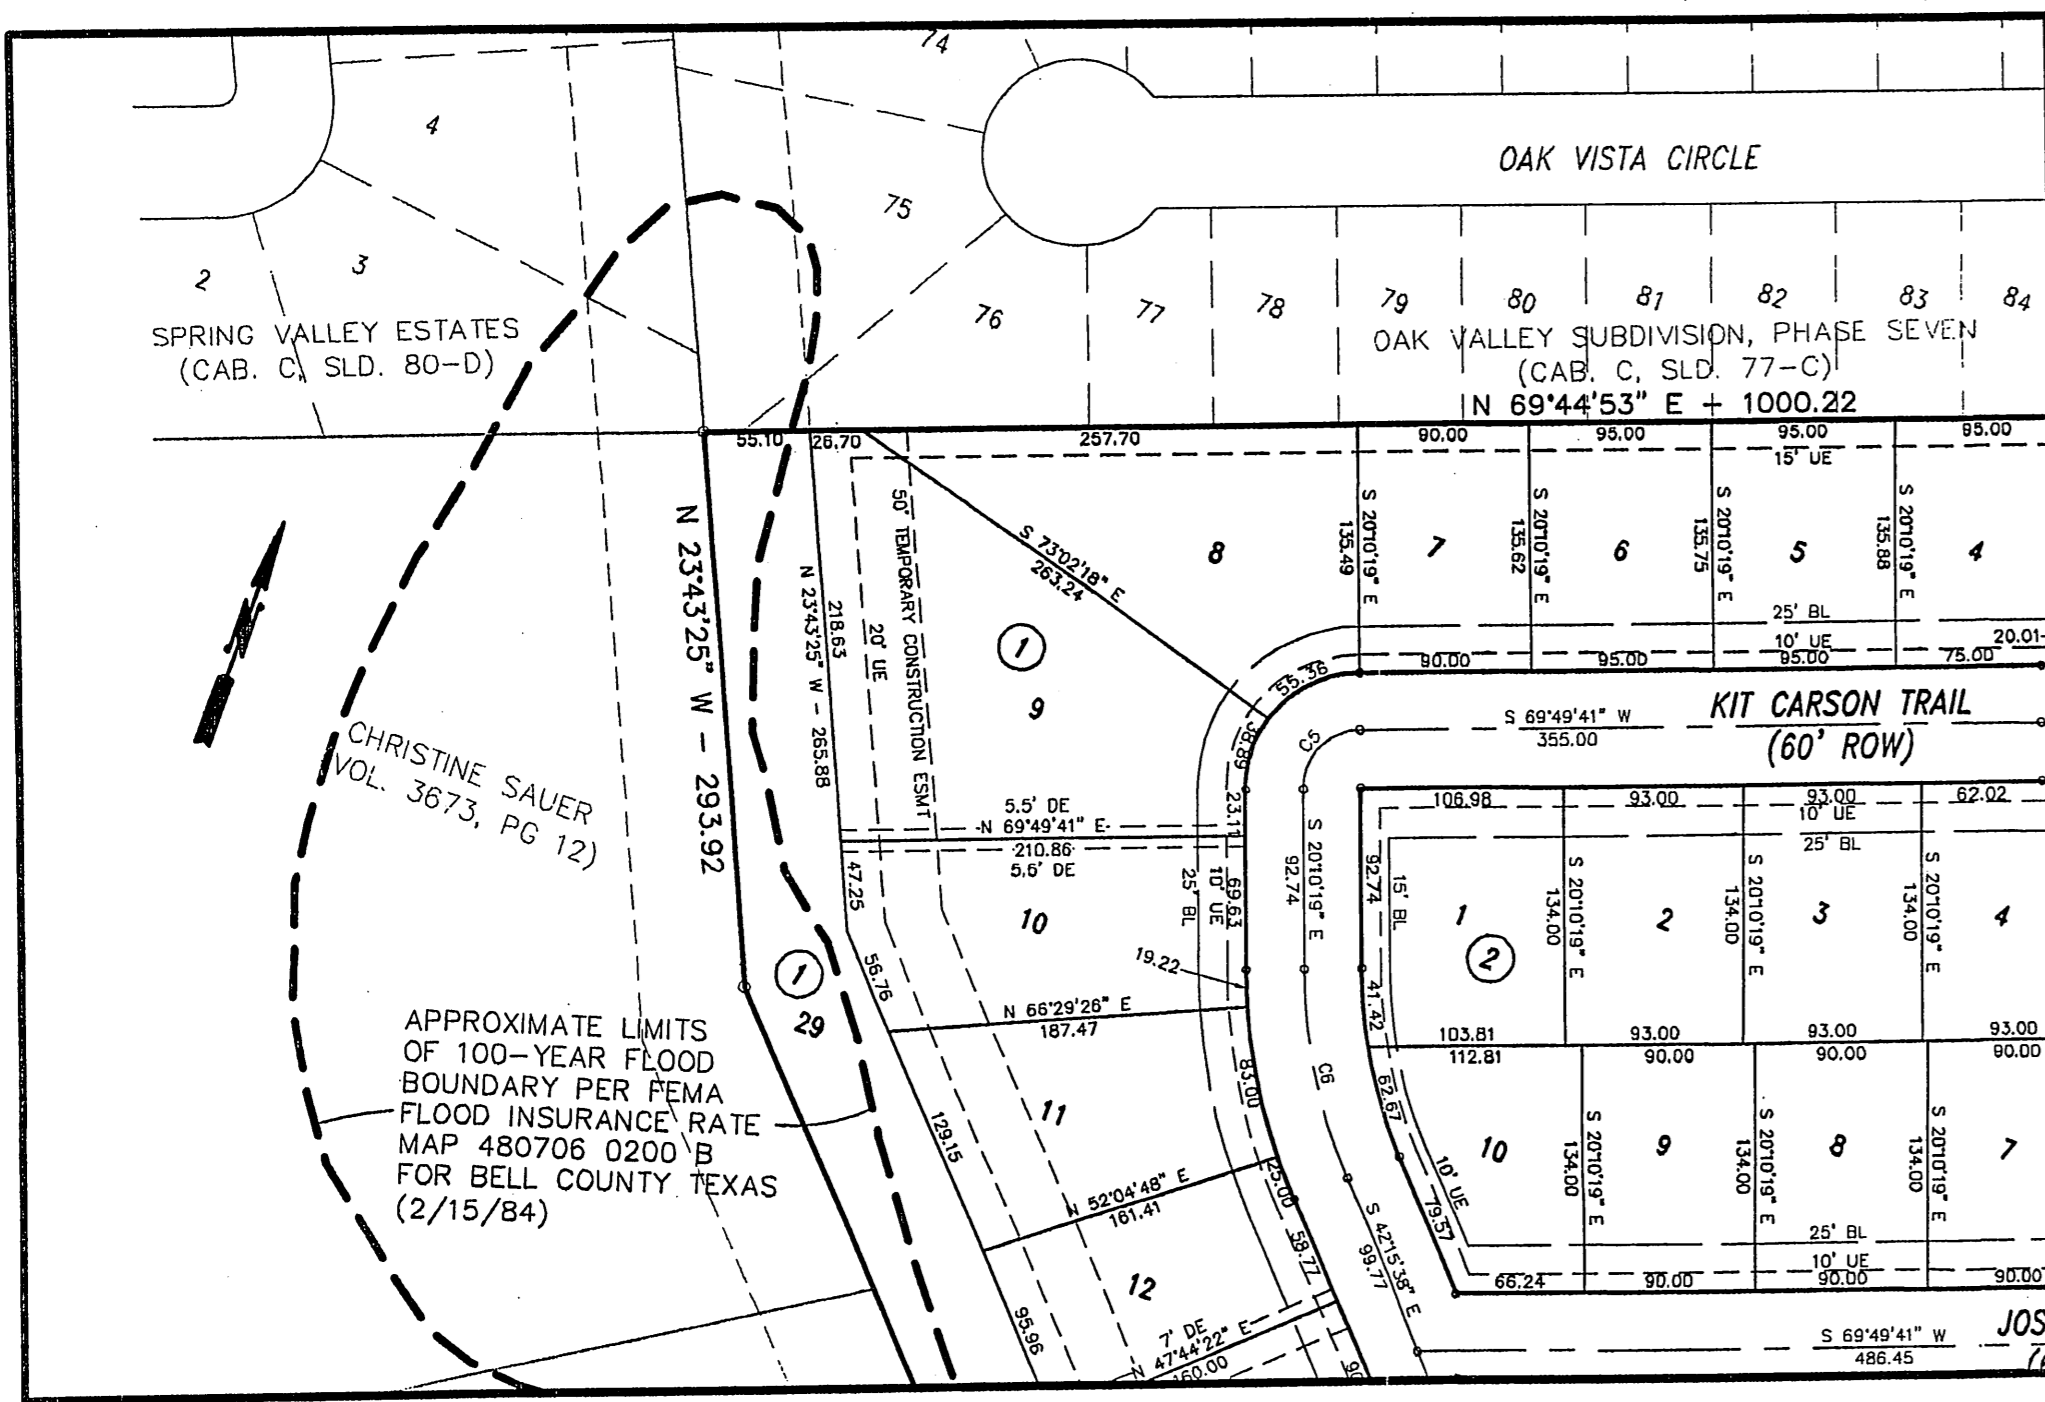 74
4
OAK VISTA CIRCLE
75
2
3
76
77
78
79
80
81
82
83
84
SPRING VALLEY ESTATES
(CAB. C, SLD. 80-D)
OAK VALLEY SUBDIVISION, PHASE SEVEN
(CAB. C, SLD. 77-C)
N 69°44'53" E - 1000.22
55.10
26.70
257.70
90.00
95.00
95.00
95.00
15' UE
N 23°43'25" W - 293.92
N 23°43'25" W - 265.88
218.63
20' UE
50' TEMPORARY CONSTRUCTION ESMT
S 73°02'18" E
263.24
8
S 20°10'19" E
135.49
7
S 20°10'19" E
135.62
6
S 20°10'19" E
135.75
5
S 20°10'19" E
135.88
4
1
9
25' BL
10' UE
20.01
90.00
95.00
95.00
75.00
55.36
38.89
C5
KIT CARSON TRAIL
(60' ROW)
S 69°49'41" W
355.00
CHRISTINE SAUER
VOL. 3673, PG 12)
5.5' DE
N 69°49'41" E
210.86
5.6' DE
23.11
106.98
93.00
93.00
62.02
10' UE
25' BL
47.25
10
25' BL
10' UE
69.63
S 20°10'19" E
92.74
92.74
15' BL
1
S 20°10'19" E
134.00
2
S 20°10'19" E
134.00
3
S 20°10'19" E
134.00
4
2
19.22
56.76
1
29
N 66°29'26" E
187.47
41.42
103.81
93.00
93.00
93.00
112.81
90.00
90.00
90.00
APPROXIMATE LIMITS
OF 100-YEAR FLOOD
BOUNDARY PER FEMA
FLOOD INSURANCE RATE
MAP 480706 0200 B
FOR BELL COUNTY TEXAS
(2/15/84)
83.00
C6
62.67
11
129.15
10
S 20°10'19" E
134.00
9
S 20°10'19" E
134.00
8
S 20°10'19" E
134.00
7
N 52°04'48" E
161.41
25.00
10' UE
79.57
S 42°15'38" E
99.77
58.77
25' BL
10' UE
66.24
90.00
90.00
90.00
12
95.96
7' DE
N 47°44'22" E
160.00
90
S 69°49'41" W
486.45
JOS